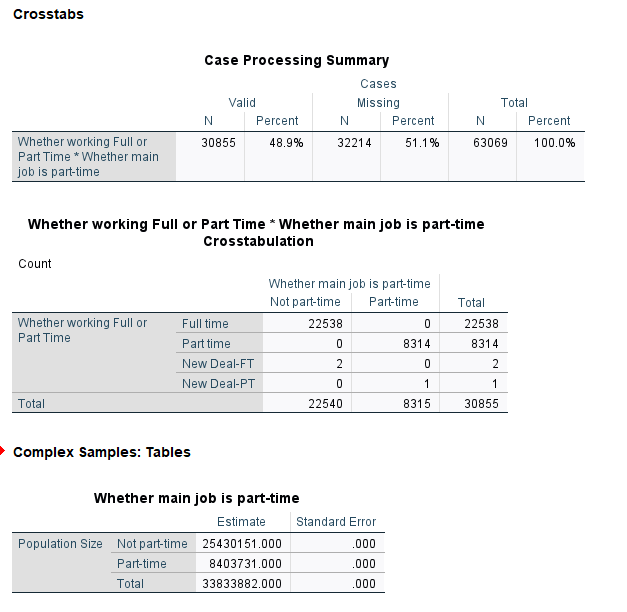 Crosstabs
Case Processing Summary
Cases
Valid Missing Total
N Percent N Percent N Percent
Whether working Full or
Part Time * Whether main
job is part-time
30855 48.9% 32214 51.1% 63069 100.0%
Whether working Full or Part Time * Whether main job is part-time
Crosstabulation
Count
Whether main job is part-time
Not part-time Part-time Total
Whether working Full or
Part Time
Full time 22538 0 22538
Part time 0 8314 8314
New Deal-FT 2 0 2
New Deal-PT 0 1 1
Total 22540 8315 30855
Complex Samples: Tables
Whether main job is part-time
Estimate Standard Error
Population Size Not part-time 25430151.000 .000
Part-time 8403731.000 .000
Total 33833882.000 .000